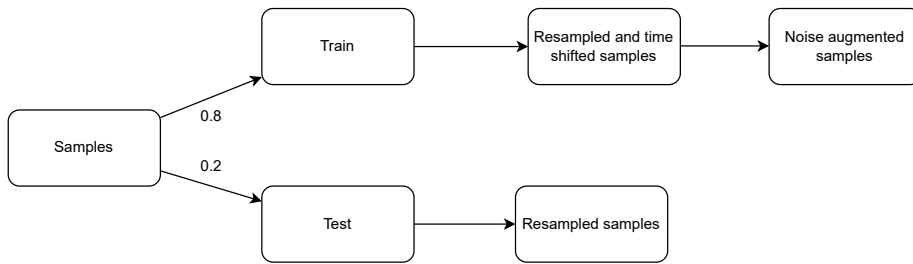 Train
Resampled and time
shifted samples
Noise augmented
samples
0.8
Samples
0.2
Test
Resampled samples